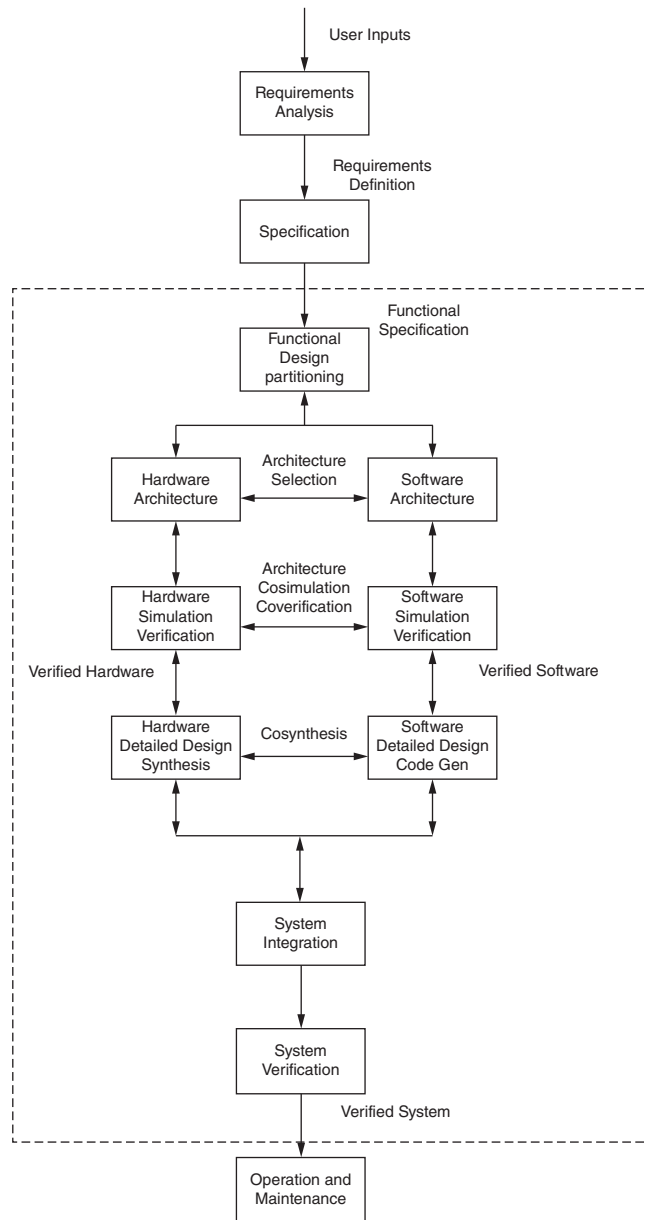 User Inputs
Requirements
Analysis
Requirements
Definition
Specification
Functional
Specification
Functional
Design
partitioning
Hardware
Architecture
Architecture
Selection
Software
Architecture
Hardware
Simulation
Verification
Architecture
Cosimulation
Coverification
Software
Simulation
Verification
Verified Hardware
Verified Software
Hardware
Detailed Design
Synthesis
Cosynthesis
Software
Detailed Design
Code Gen
System
Integration
System
Verification
Verified System
Operation and
Maintenance